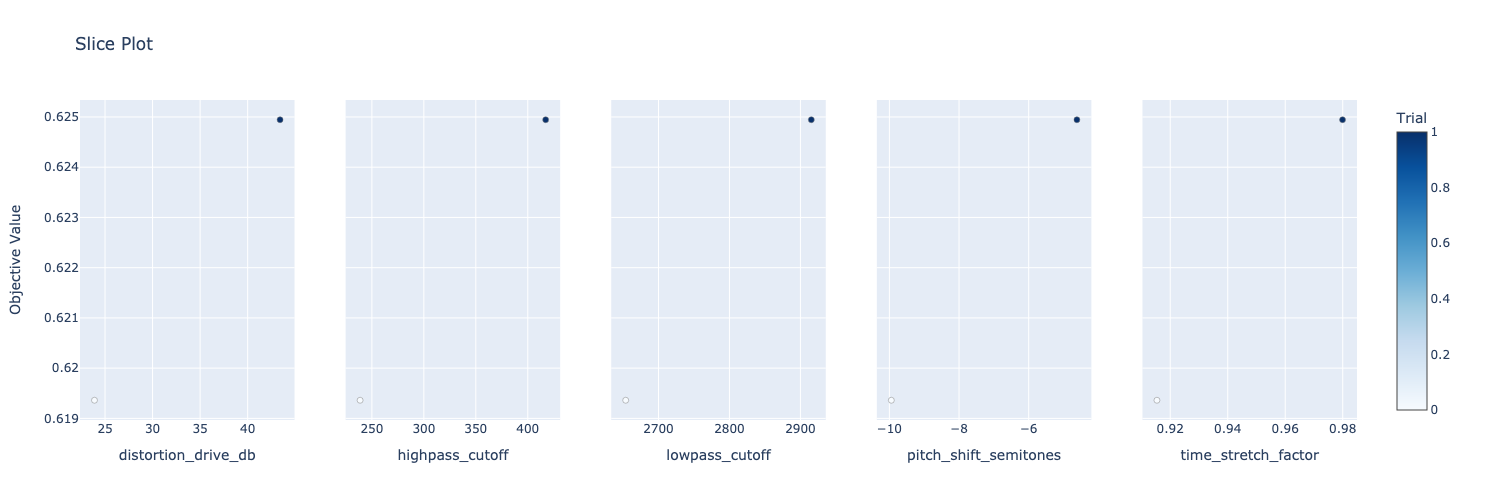 Slice Plot
Objective Value
0.625
0.624
0.623
0.622
0.621
0.62
0.619
25 30 35 40
distortion_drive_db
250 300 350 400
highpass_cutoff
2700 2800 2900
lowpass_cutoff
−10 −8 −6
pitch_shift_semitones
0.92 0.94 0.96 0.98
time_stretch_factor
Trial
1
0.8
0.6
0.4
0.2
0